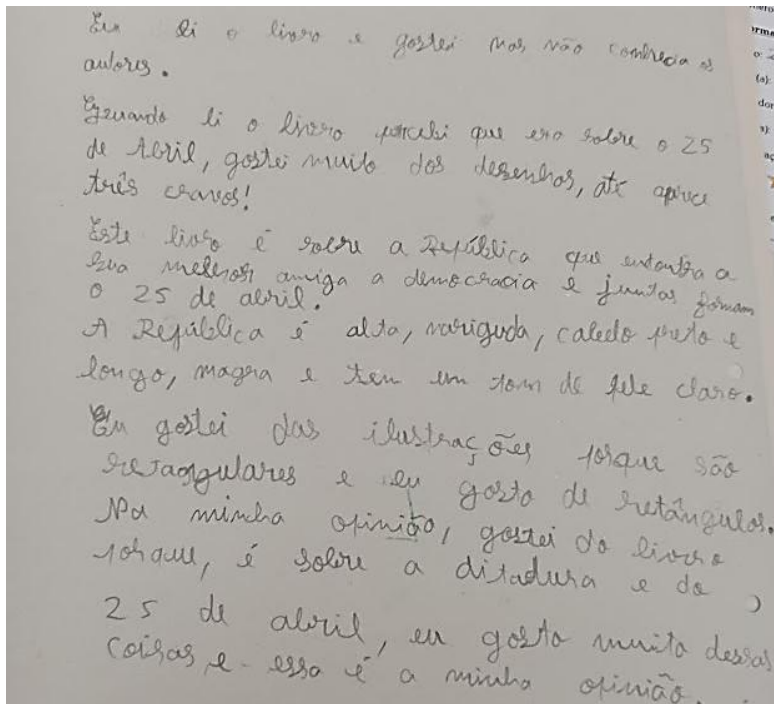 Eu li o livro e gostei mas não conhecia os
autores.
quando li o livro percebi que era sobre o 25
de Abril, gostei muito dos desenhos, até aparece
três cravos!
Este livro é sobre a República que entontra a
sua melhor amiga a democracia e juntas formam
o 25 de abril.
A República é alta, nariguda, cabelo preto e
longo, magra e tem um tom de pele claro.
Eu gostei das ilustrações porque são
retangulares e eu gosto de retângulos.
Na minha opinião, gostei do livro
porque, é sobre a ditadura e do
25 de abril, eu gosto muito dessas
coisas, e essa é a minha opinião.